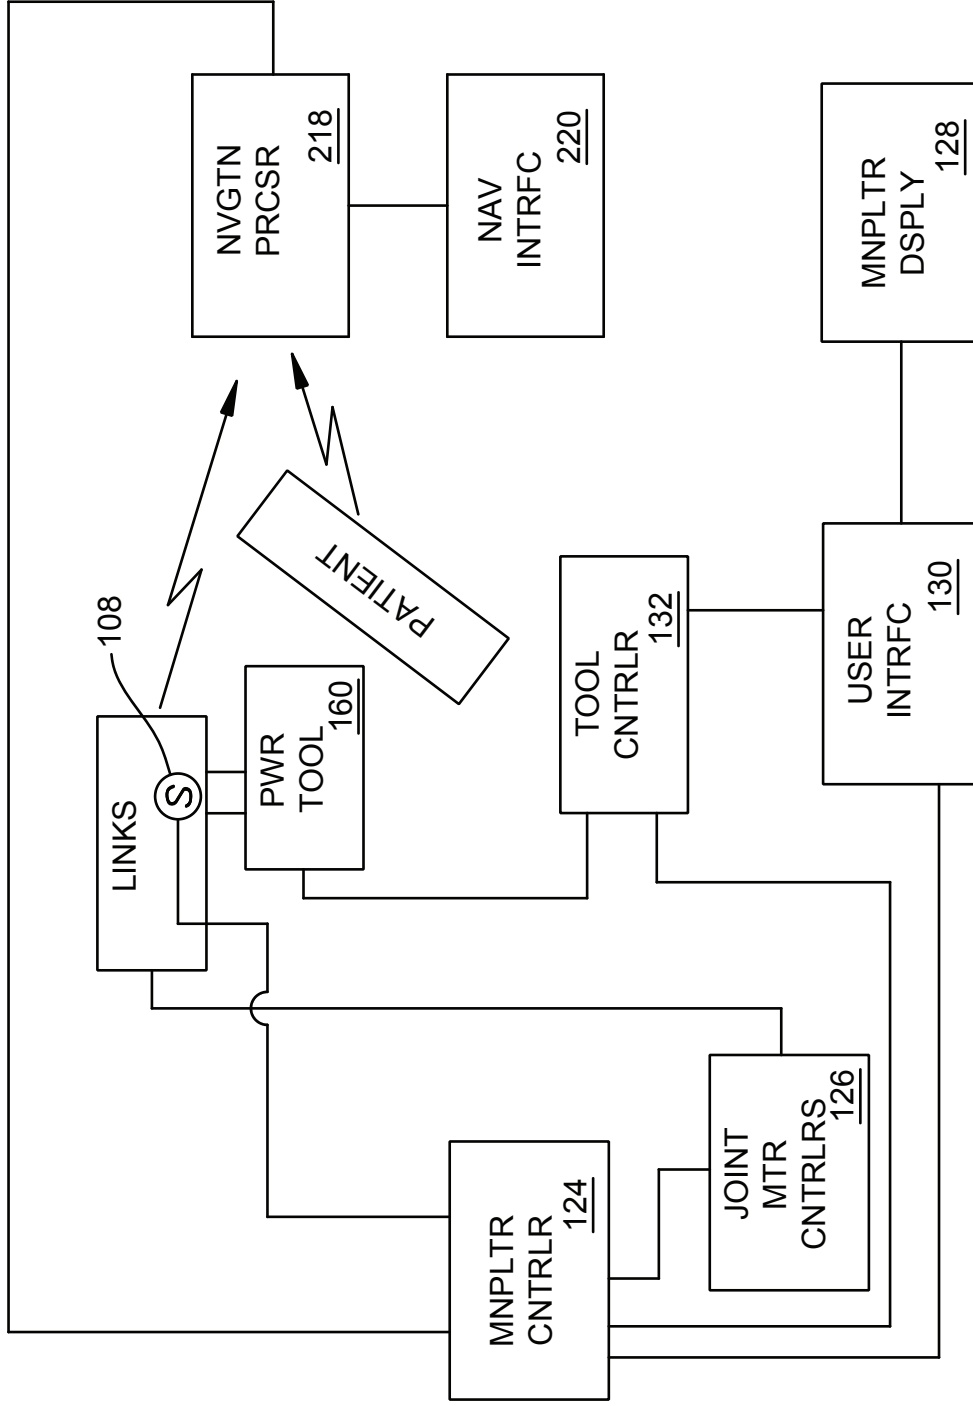 MNPLTR
CNTRLR
124
LINKS
S
108
PWR
TOOL
160
PATIENT
NVGTN
PRCSR
218
NAV
INTRFC
220
JOINT
MTR
CNTRLRS
126
TOOL
CNTRLR
132
USER
INTRFC
130
MNPLTR
DSPLY
128